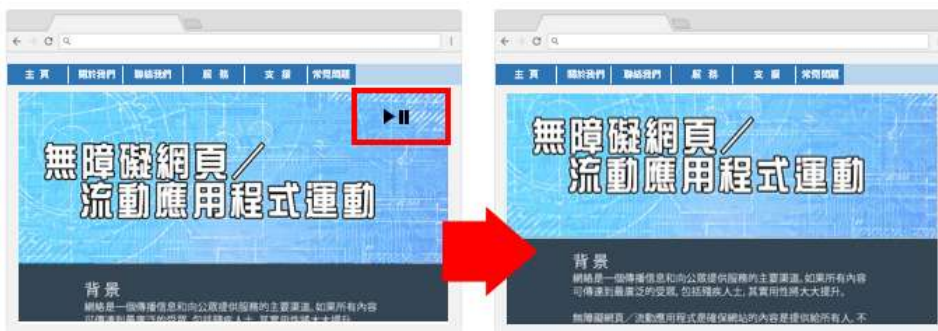 主頁 關於我們 聯絡我們 服務 文獻 常見問題
無障礙網頁／
流動應用程式運動
背景
網絡是一個傳播信息和向公眾提供服務的主要渠道, 如果所有內容
可傳達到最廣泛的受眾, 包括殘疾人士, 其實用性將大大提升。
主頁 關於我們 聯絡我們 服務 文獻 常見問題
無障礙網頁／
流動應用程式運動
背景
網絡是一個傳播信息和向公眾提供服務的主要渠道, 如果所有內容
可傳達到最廣泛的受眾, 包括殘疾人士, 其實用性將大大提升。
無障礙網頁／流動應用程式是確保網站的內容是提供給所有人, 不